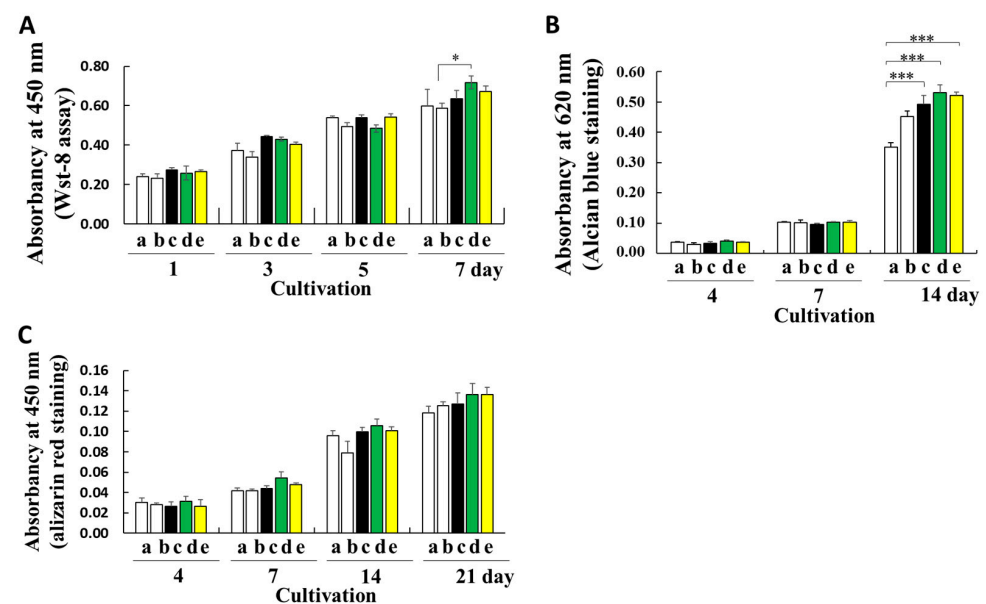 A
Absorbancy at 450 nm
(Wst-8 assay)
0.80
0.60
0.40
0.20
0.00
*
a b c d e a b c d e a b c d e a b c d e
1 3 5 7 day
Cultivation
B
Absorbancy at 620 nm
(Alcian blue staining)
0.60
0.50
0.40
0.30
0.10
0.00
***
***
***
a b c d e a b c d e a b c d e
4 7 14 day
Cultivation
C
Absorbancy at 450 nm
(alizarin red staining)
0.16
0.14
0.12
0.10
0.08
0.06
0.04
0.02
0.00
a b c d e a b c d e a b c d e a b c d e
4 7 14 21 day
Cultivation